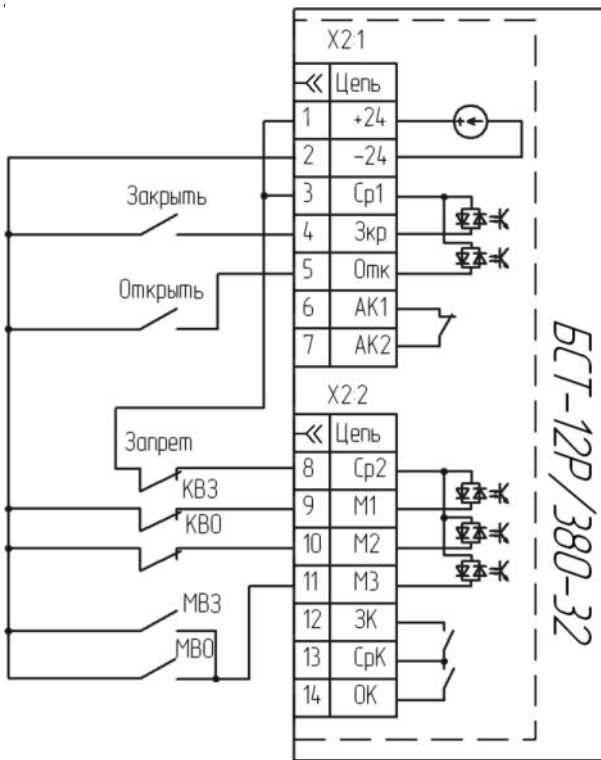 Х2:1
Цепь
1 +24
2 -24
Закрыть
3 Ср1
4 Зкр
Открыть
5 Отк
6 АК1
7 АК2
Х2:2
Цепь
Запрет
8 Ср2
КВЗ
9 М1
КВО
10 М2
11 М3
МВЗ
12 ЗК
МВО
13 СрК
14 ОК
БСТ-12Р/380-32